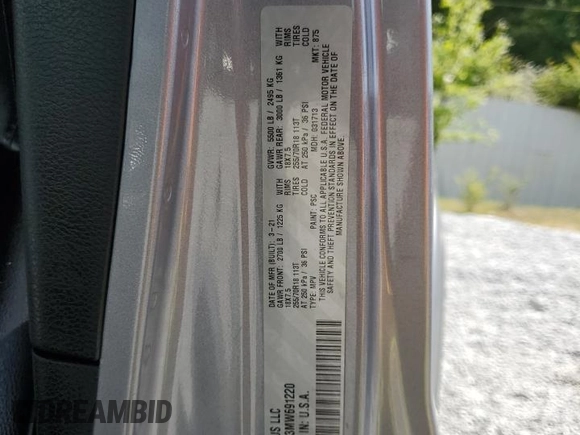 US LLC
DATE OF MFR (BUILT): 3-21
GVWR: 5500 LB / 2495 KG
GAWR FRONT: 2700 LB / 1225 KG WITH
18X7.5 RIMS
255/70R18 113T TIRES
AT 250 kPa / 36 PSI COLD
GAWR REAR: 3000 LB / 1361 KG WITH
18X7.5 RIMS
255/70R18 113T TIRES
AT 250 kPa / 36 PSI COLD
MW691220
TYPE: MPV
PAINT: PSC
MDH: 031713
MKT: 875
IN: U.S.A.
THIS VEHICLE CONFORMS TO ALL APPLICABLE U.S.A. FEDERAL MOTOR VEHICLE
SAFETY AND THEFT PREVENTION STANDARDS IN EFFECT ON THE DATE OF
MANUFACTURE SHOWN ABOVE.
DREAMBID